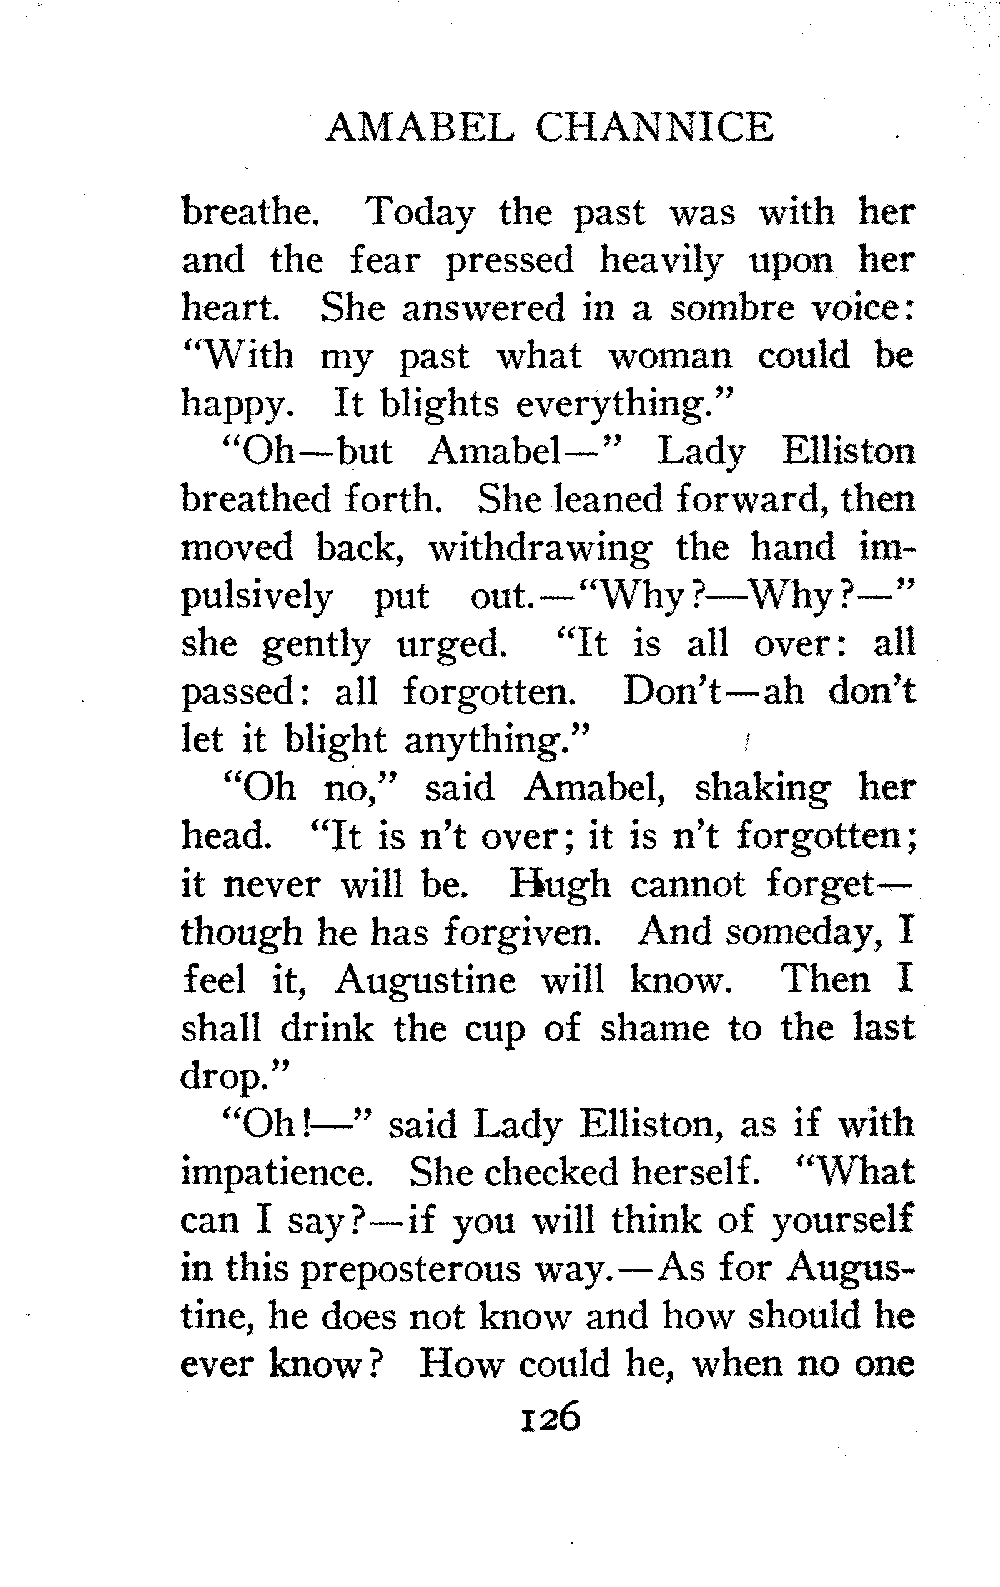 AMABEL CHANNICE
breathe. Today the past was with her
and the fear pressed heavily upon her
heart. She answered in a sombre voice:
“With my past what woman could be
happy. It blights everything.”
“Oh—but Amabel—” Lady Elliston
breathed forth. She leaned forward, then
moved back, withdrawing the hand im-
pulsively put out.—“Why?—Why?—”
she gently urged. “It is all over: all
passed: all forgotten. Don’t—ah don’t
let it blight anything.”
“Oh no,” said Amabel, shaking her
head. “It is n’t over; it is n’t forgotten;
it never will be. Hugh cannot forget—
though he has forgiven. And someday, I
feel it, Augustine will know. Then I
shall drink the cup of shame to the last
drop.”
“Oh!—” said Lady Elliston, as if with
impatience. She checked herself. “What
can I say?—if you will think of yourself
in this preposterous way.—As for Augus-
tine, he does not know and how should he
ever know? How could he, when no one
126